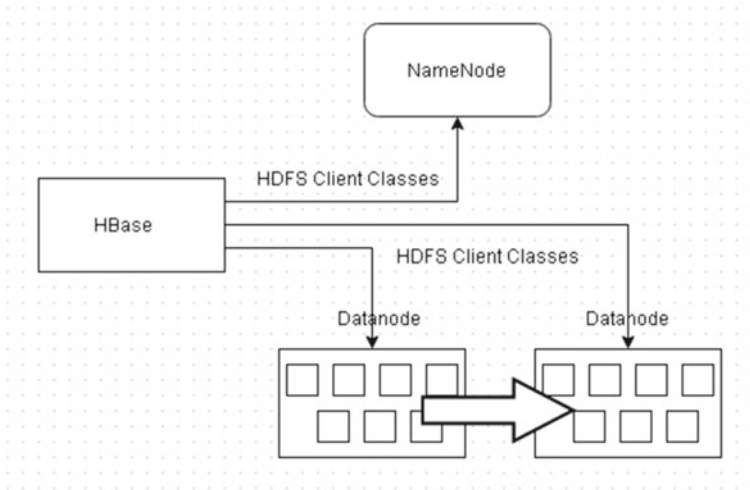 NameNode
HDFS Client Classes
HBase
HDFS Client Classes
Datanode
Datanode